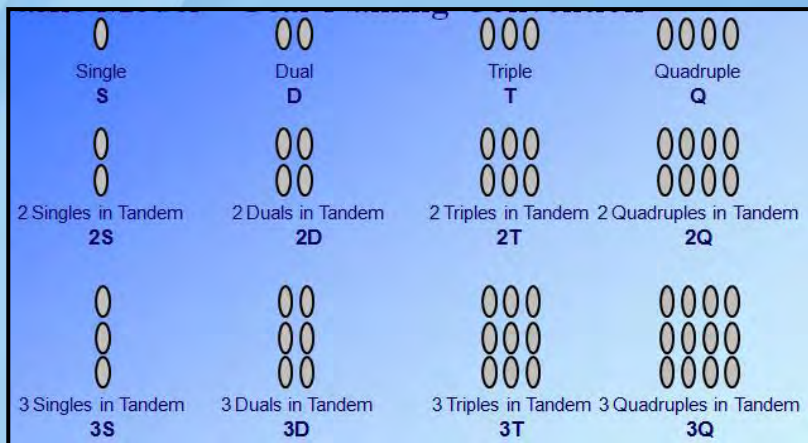 Single Dual Triple Quadruple
S D T Q
2 Singles in Tandem 2 Duals in Tandem 2 Triples in Tandem 2 Quadruples in Tandem
2S 2D 2T 2Q
3 Singles in Tandem 3 Duals in Tandem 3 Triples in Tandem 3 Quadruples in Tandem
3S 3D 3T 3Q